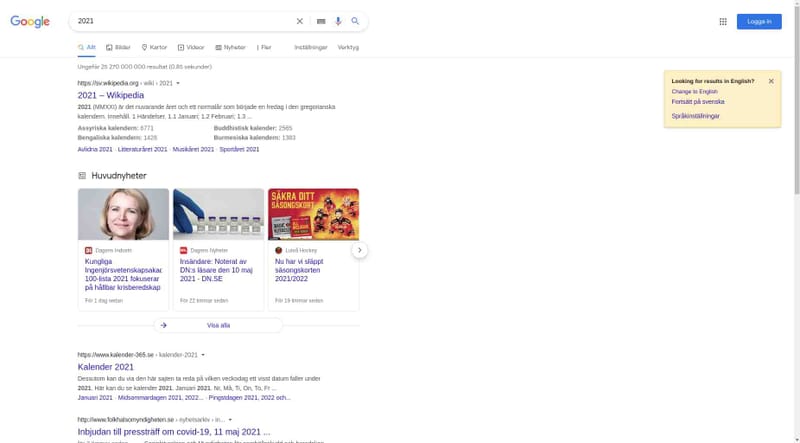 Google
2021
Logga in
Allt
Bilder
Kartor
Videor
Nyheter
Fler
Inställningar
Verktyg
Ungefär 25 270 000 000 resultat (0,85 sekunder)
https://sv.wikipedia.org › wiki › 2021
2021 – Wikipedia
2021 (MMXXI) är det nuvarande året och ett normalår som började en fredag i den gregorianska
kalendern. Innehåll. 1 Händelser. 1.1 Januari; 1.2 Februari; 1.3 ...
Assyriska kalendern: 6771
Buddhistisk kalender: 2565
Bengaliska kalendern: 1428
Burmesiska kalendern: 1383
Avlidna 2021 · Litteraturåret 2021 · Musikåret 2021 · Sportåret 2021
Looking for results in English?
Change to English
Fortsätt på svenska
Språkinställningar
Huvudnyheter
SÄKRA DITT
SÄSONGSKORT
Dagens Industri
Kungliga
Ingenjörsvetenskapsakad
100-lista 2021 fokuserar
på hållbar krisberedskap
För 1 dag sedan
Dagens Nyheter
Insändare: Noterat av
DN:s läsare den 10 maj
2021 - DN.SE
För 22 timmar sedan
Luleå Hockey
Nu har vi släppt
säsongskorten
2021/2022
För 19 timmar sedan
Visa alla
https://www.kalender-365.se › kalender-2021
Kalender 2021
Dessutom kan du via den här sajten ta reda på vilken veckodag ett visst datum faller under
2021. Här kan du se kalender 2021. Januari 2021. Nr, Må, Ti, On, To, Fr ...
Januari 2021 · Midsommardagen 2021, 2022... · Pingstdagen 2021, 2022 och...
http://www.folkhalsomyndigheten.se › nyhetsarkiv › in...
Inbjudan till pressträff om covid-19, 11 maj 2021 ...